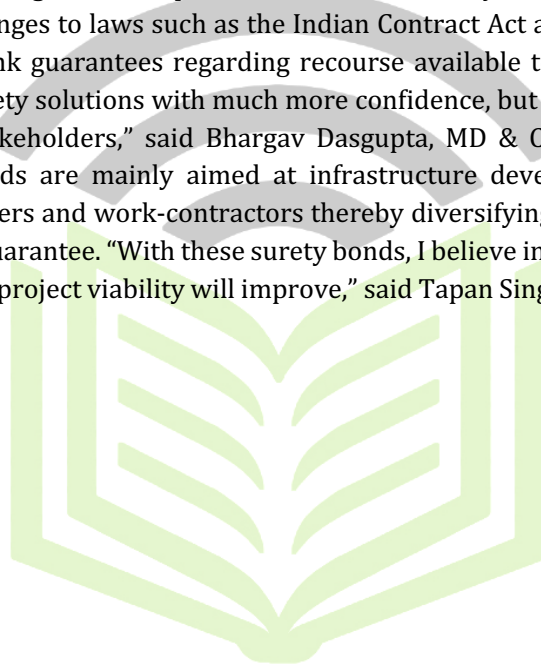 nges to laws such as the Indian Contract Act a
nk guarantees regarding recourse available t
ety solutions with much more confidence, but
keholders,” said Bhargav Dasgupta, MD & C
ds are mainly aimed at infrastructure deve
ers and work-contractors thereby diversifying
uarantee. “With these surety bonds, I believe in
project viability will improve,” said Tapan Sing